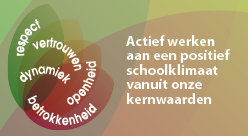 respect
vertrouwen
dynamiek
openheid
betrokkenheid
Actief werken
aan een positief
schoolklimaat
vanuit onze
kernwaarden